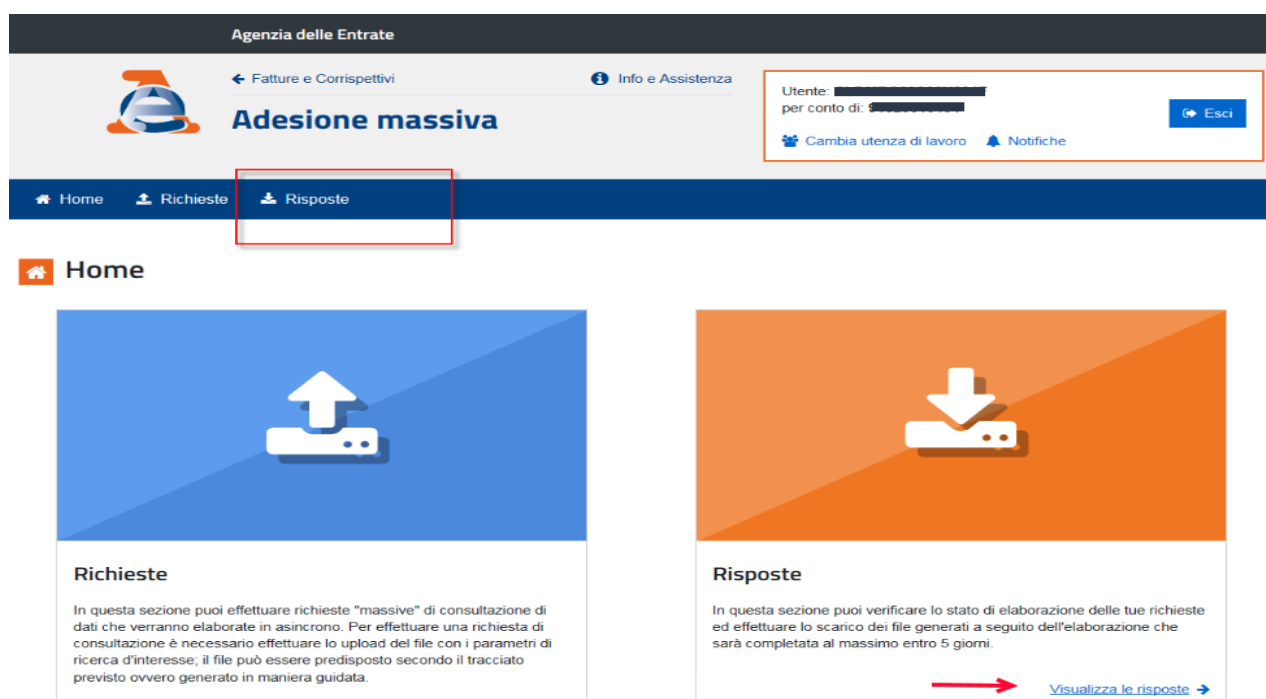 Agenzia delle Entrate
Fatture e Corrispettivi
Info e Assistenza
Adesione massiva
Utente:
per conto di:
Esci
Cambia utenza di lavoro
Notifiche
Home
Richieste
Risposte
Home
Richieste
In questa sezione puoi effettuare richieste "massive" di consultazione di
dati che verranno elaborate in asincrono. Per effettuare una richiesta di
consultazione è necessario effettuare lo upload del file con i parametri di
ricerca d'interesse; il file può essere predisposto secondo il tracciato
previsto ovvero generato in maniera guidata.
Risposte
In questa sezione puoi verificare lo stato di elaborazione delle tue richieste
ed effettuare lo scarico dei file generati a seguito dell'elaborazione che
sarà completata al massimo entro 5 giorni.
Visualizza le risposte